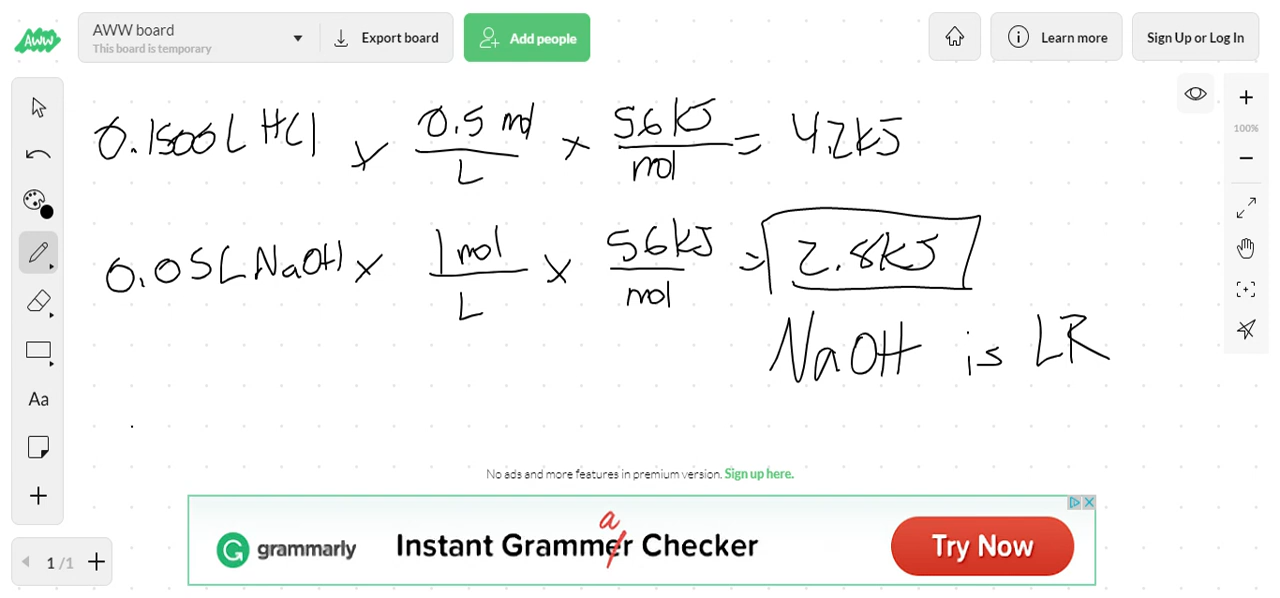 AWW
AWW board
This board is temporary
Export board
Add people
Learn more
Sign Up or Log In
100%
0.1500L HCl × 0.5 mol/L × 56kJ/mol = 4.2kJ
0.05L NaOH × 1 mol/L × 56kJ/mol = 2.8kJ
NaOH is LR
Aa
No ads and more features in premium version. Sign up here.
G grammarly
Instant Grammer Checker
a
Try Now
1 /1